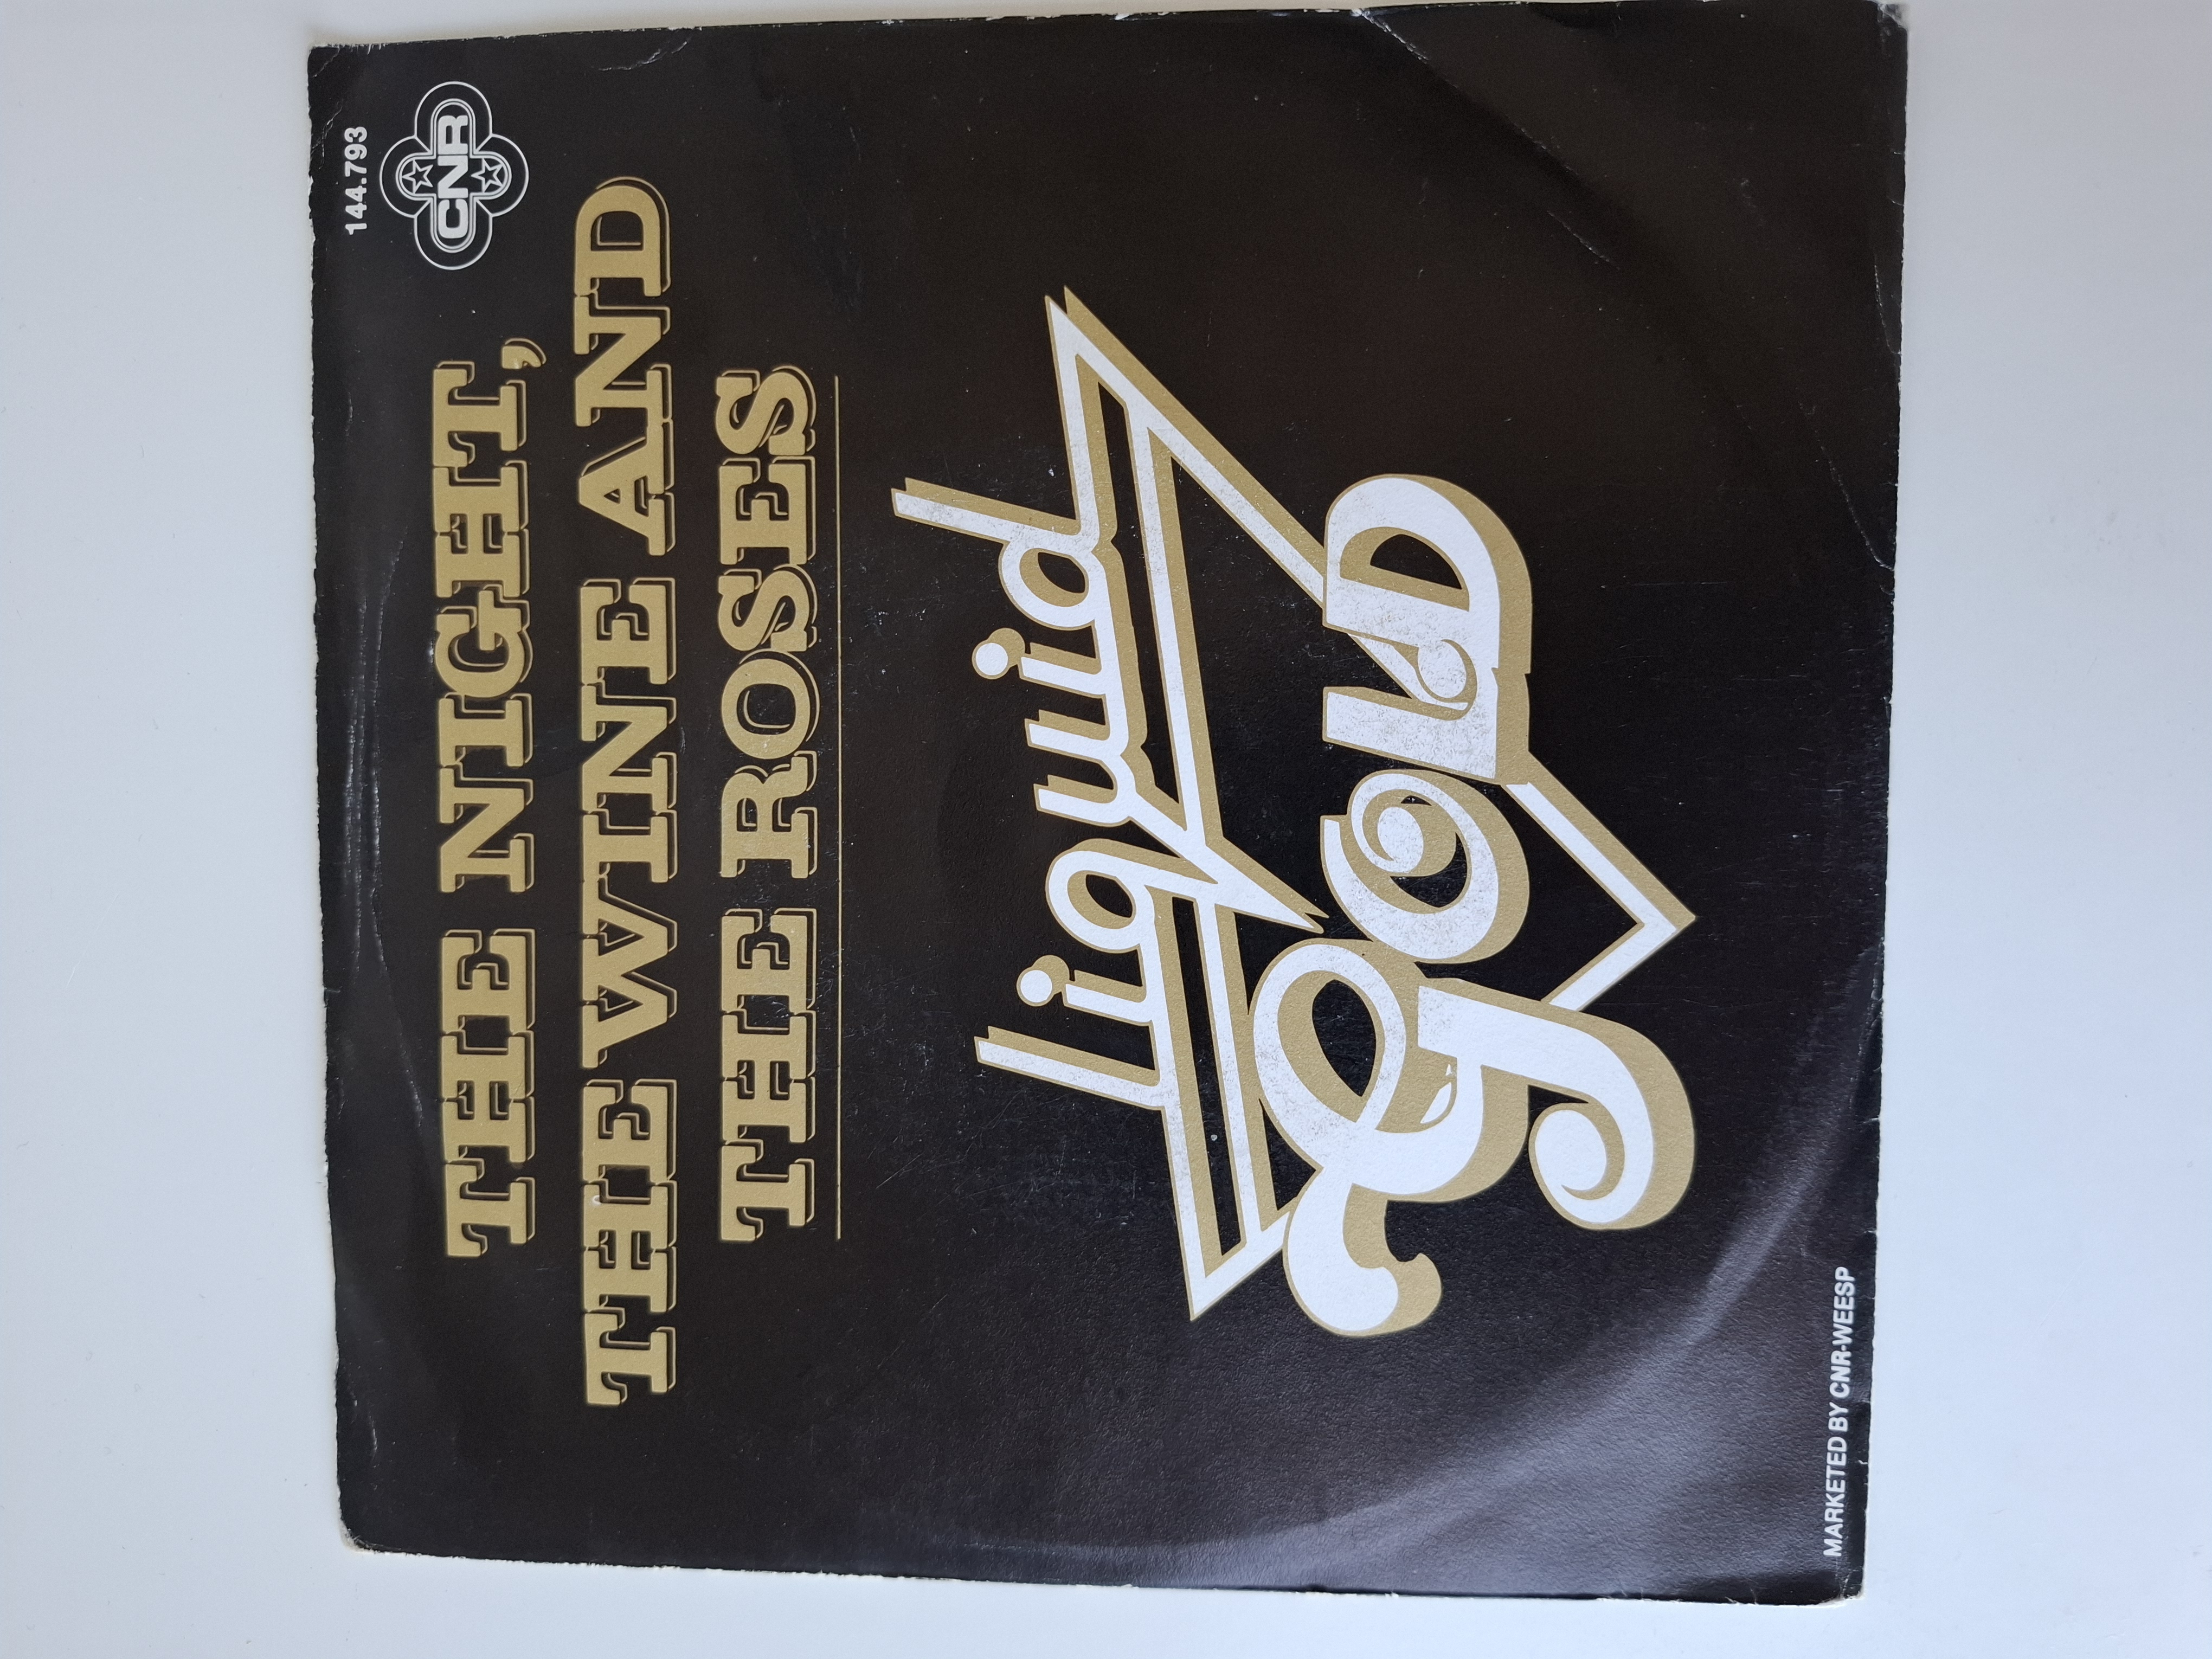 144.793
CNR
THE NIGHT,
THE WINE AND
THE ROSES
liquid
gold
MARKETED BY CNR-WEESP